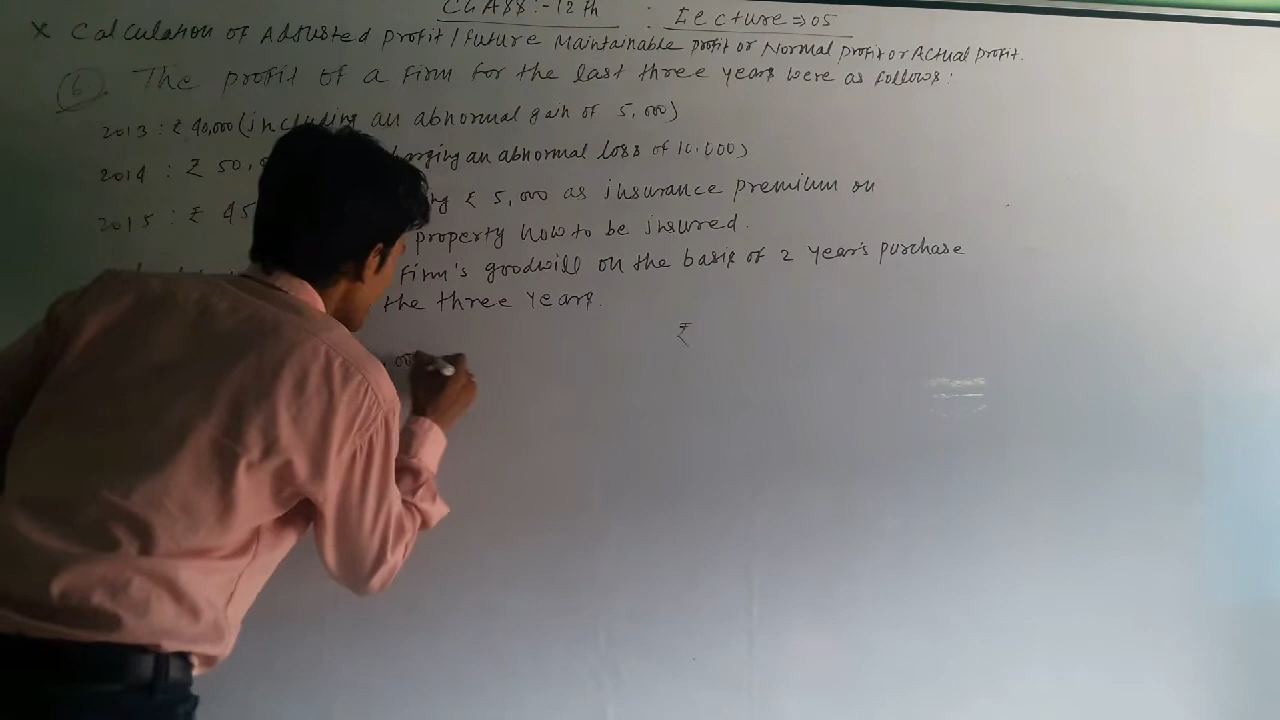 CLASS:-12th : Lecture⇒05
* Calculation of Adjusted profit / future Maintainable profit or Normal profit or Actual profit.
(6). The profit of a firm for the last three years were as follows:
2013 : ₹ 40,000 (including an abnormal gain of 5,000)
2014 : ₹ 50, charging an abnormal loss of 10,000)
2015 : ₹ 45 ₹ 5,000 as insurance premium on
property now to be insured.
firm's goodwill on the basis of 2 year's purchase
the three years.
₹